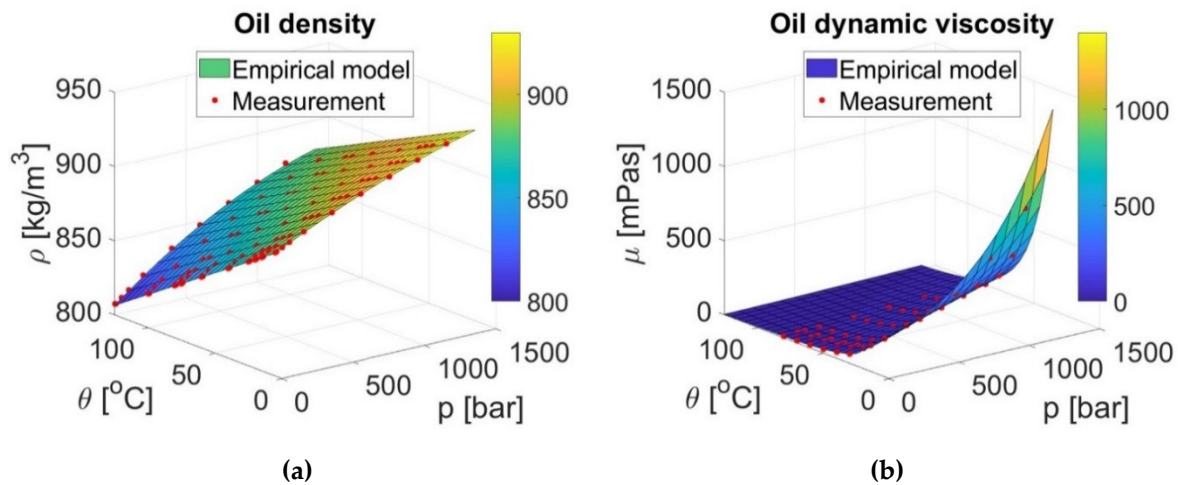 Oil density
Empirical model
Measurement
950
900
850
800
ρ [kg/m³]
100
50
0
θ [°C]
0
500
1000
1500
p [bar]
900
850
800
(a)
Oil dynamic viscosity
Empirical model
Measurement
1500
1000
500
0
μ [mPas]
100
50
0
θ [°C]
0
500
1000
1500
p [bar]
1000
500
0
(b)